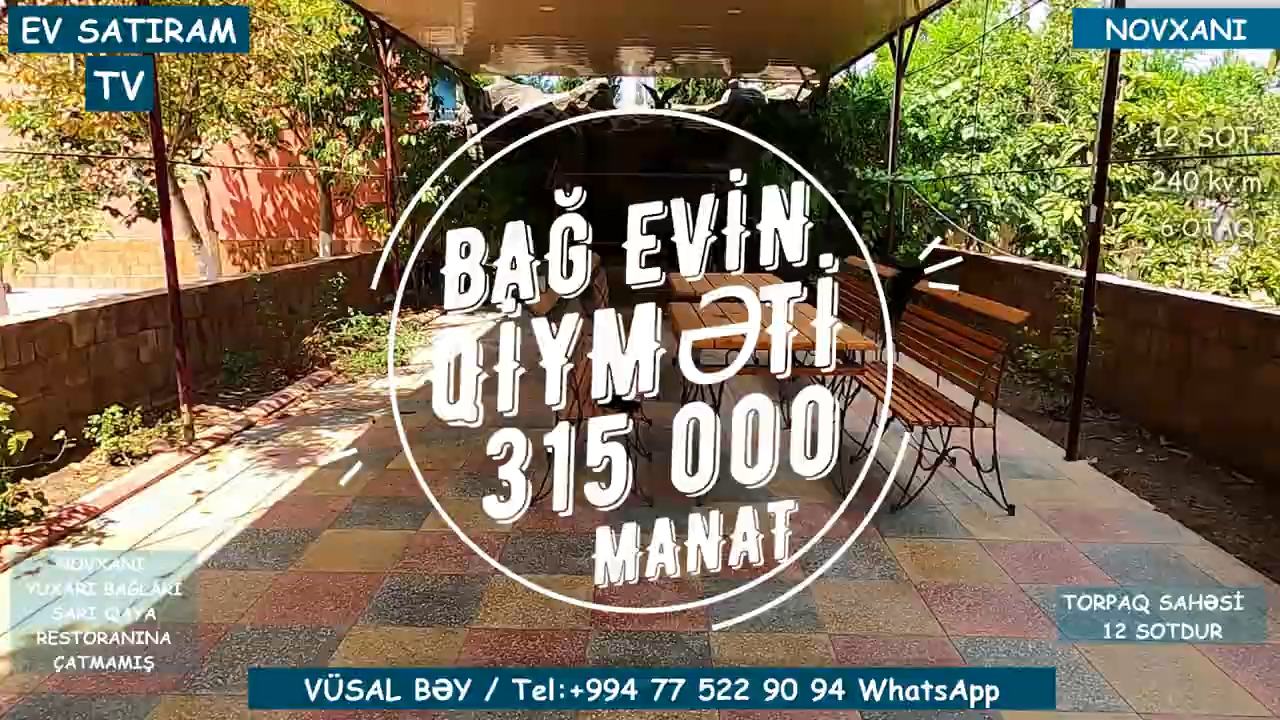 EV SATIRAM
TV
NOVXANI
12 SOT
240 kv.m.
6 OTAQ
BAĞ EVİN
QİYMƏTİ
315 000
MANAT
NOVXANI
YUXARI BAĞLARI
SARI QAYA
RESTORANINA
ÇATMAMIŞ
TORPAQ SAHƏSİ
12 SOTDUR
VÜSAL BƏY / Tel:+994 77 522 90 94 WhatsApp